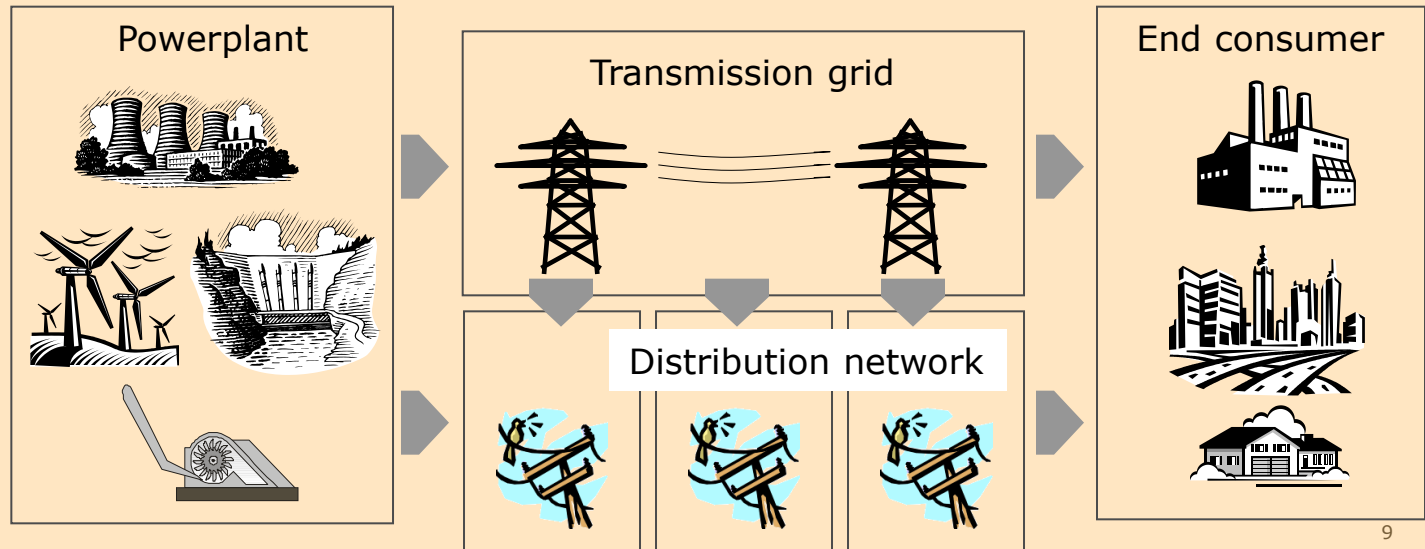 Powerplant
Transmission grid
End consumer
Distribution network
9